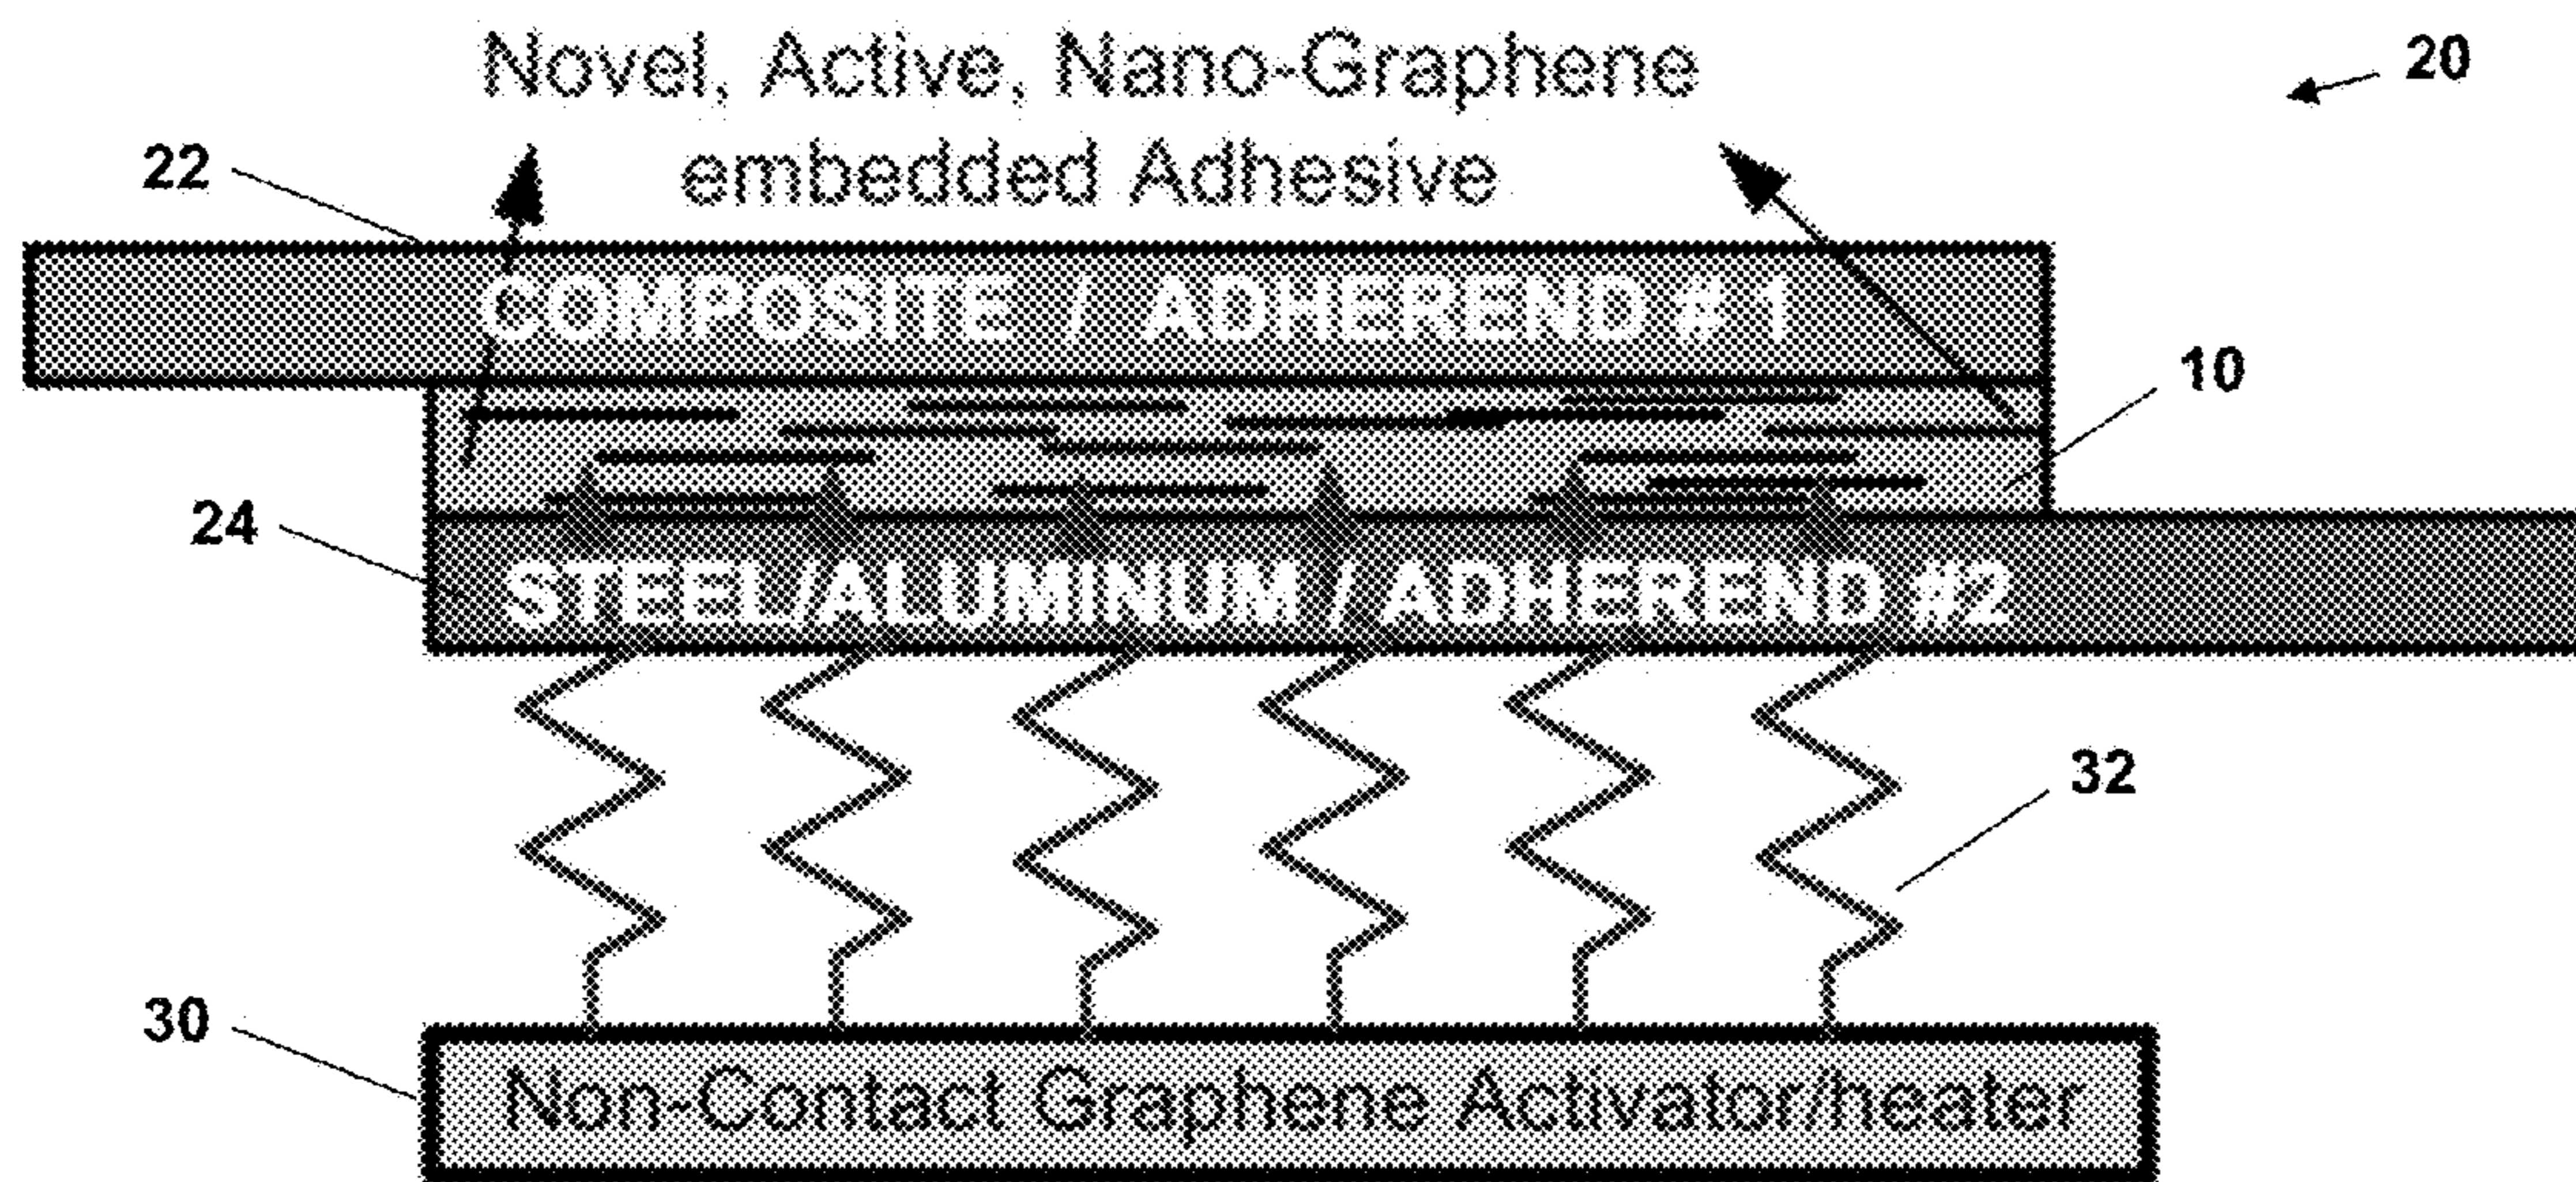 Novel, Active, Nano-Graphene
20
embedded Adhesive
22
COMPOSITE / ADHEREND # 1
10
24
STEEL/ALUMINUM / ADHEREND #2
32
30
Non-Contact Graphene Activator/heater